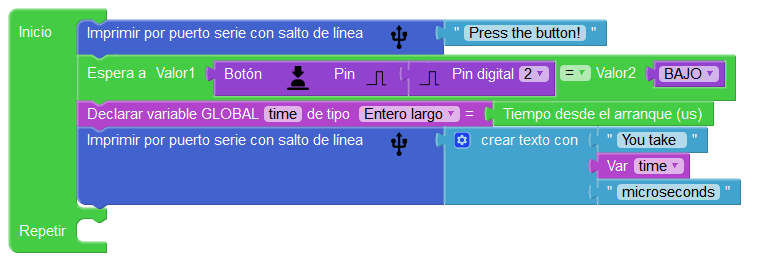 Inicio
Imprimir por puerto serie con salto de línea " Press the button! "
Espera a Valor1 Botón Pin Pin digital 2 = Valor2 BAJO
Declarar variable GLOBAL time de tipo Entero largo = Tiempo desde el arranque (us)
Imprimir por puerto serie con salto de línea crear texto con " You take "
Var time
" microseconds "
Repetir